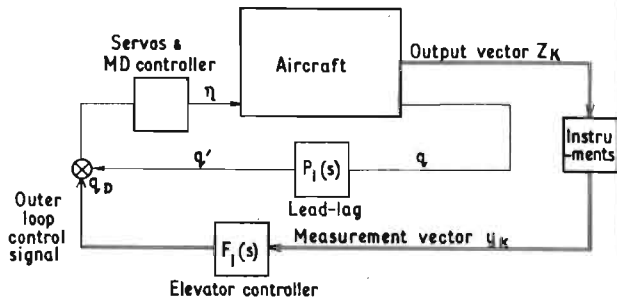 Servos &
MD controller
η
Aircraft
Output vector Z_K
Instru
-ments
q'
P₁(s)
q
Lead-lag
q_D
Outer
loop
control
signal
F₁(s)
Measurement vector y_K
Elevator controller